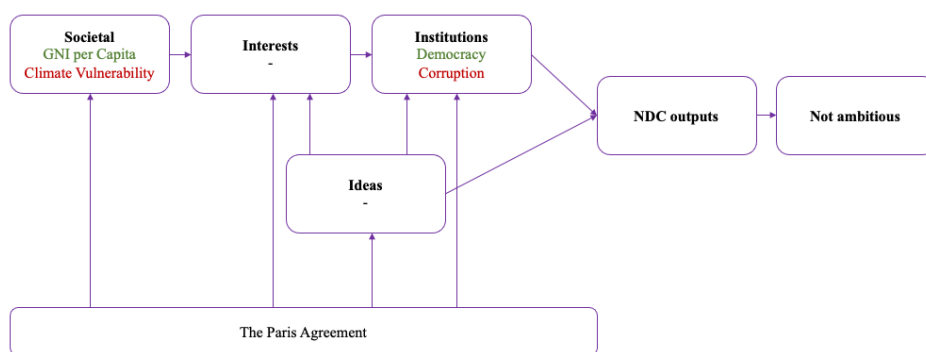 Societal
GNI per Capita
Climate Vulnerability
Interests
-
Institutions
Democracy
Corruption
Ideas
-
NDC outputs
Not ambitious
The Paris Agreement